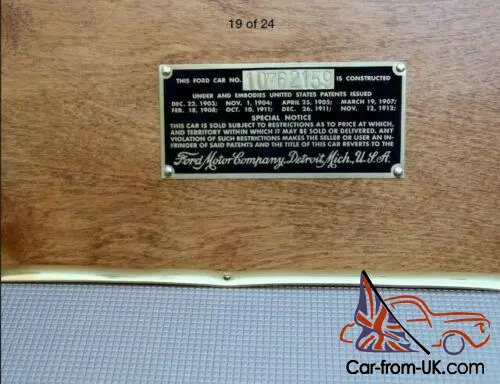 19 of 24
THIS FORD CAR NO. 10762159 IS CONSTRUCTED
UNDER AND EMBODIES UNITED STATES PATENTS ISSUED
DEC. 22, 1903; NOV. 1, 1904; APRIL 25, 1905; MARCH 19, 1907;
FEB. 18, 1908; OCT. 10, 1911; DEC. 26, 1911; NOV. 12, 1912;
SPECIAL NOTICE
THIS CAR IS SOLD SUBJECT TO RESTRICTIONS AS TO PRICE AT WHICH,
AND TERRITORY WITHIN WHICH IT MAY BE SOLD OR DELIVERED. ANY
VIOLATION OF SUCH RESTRICTIONS MAKES THE SELLER OR USER AN IN-
FRINGER OF SAID PATENTS AND THE TITLE OF THIS CAR REVERTS TO THE
Ford Motor Company, Detroit Mich., U.S.A.
Car-from-UK.com